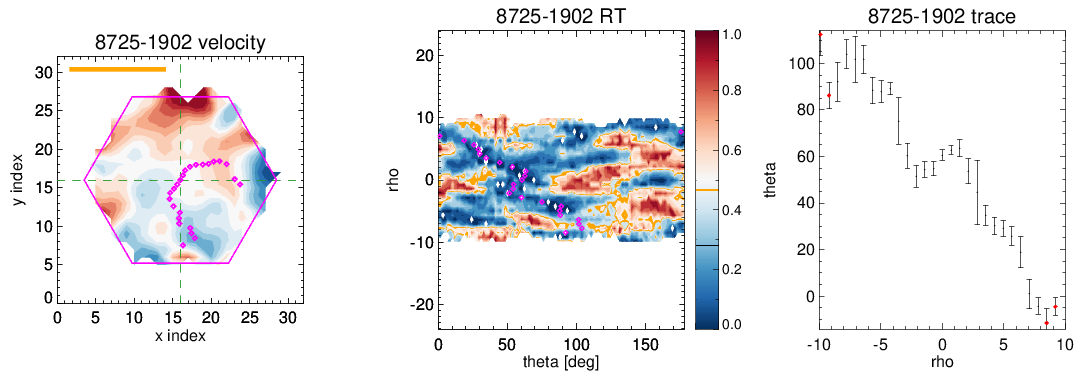 8725-1902 velocity
30
25
20
15
10
5
0
y index
0 5 10 15 20 25 30
x index
8725-1902 RT
20
10
0
-10
-20
rho
0 50 100 150
theta [deg]
1.0
0.8
0.6
0.4
0.2
0.0
8725-1902 trace
100
80
60
40
20
0
theta
-10 -5 0 5 10
rho